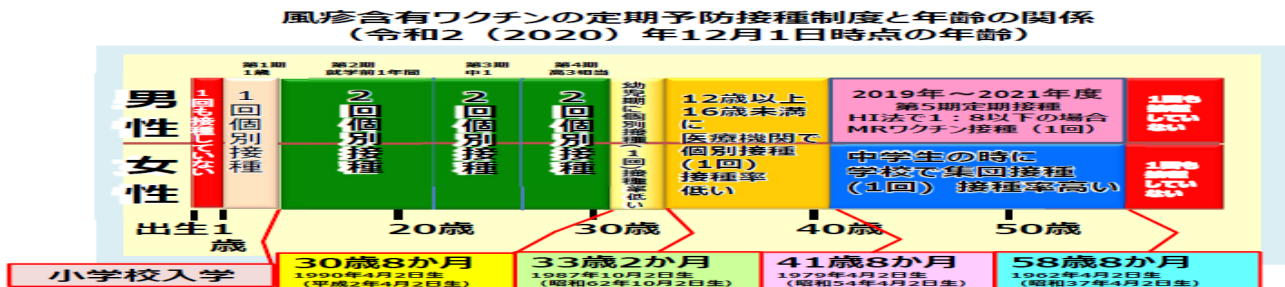 風疹含有ワクチンの定期予防接種制度と年齢の関係
（令和2（2020）年12月1日時点の年齢）
第1期
1歳
第2期
就学前1年間
第3期
中1
第4期
高3相当
男性
女性
1回も接種していない
1回個別接種
2回個別接種
2回個別接種
2回個別接種
幼児期に個別接種
1回接種率低い
12歳以上
16歳未満
に
医療機関で
個別接種
(1回)
接種率
低い
2019年～2021年度
第5期定期接種
HI法で1：8以下の場合
MRワクチン接種（1回）
中学生の時に
学校で集団接種
(1回) 接種率高い
1回も
接種
してい
ない
1回も
接種
してい
ない
出生1歳
20歳
30歳
40歳
50歳
小学校入学
30歳8か月
1990年4月2日生
(平成2年4月2日生)
33歳2か月
1987年10月2日生
(昭和62年10月2日生)
41歳8か月
1979年4月2日生
(昭和54年4月2日生)
58歳8か月
1962年4月2日生
(昭和37年4月2日生)